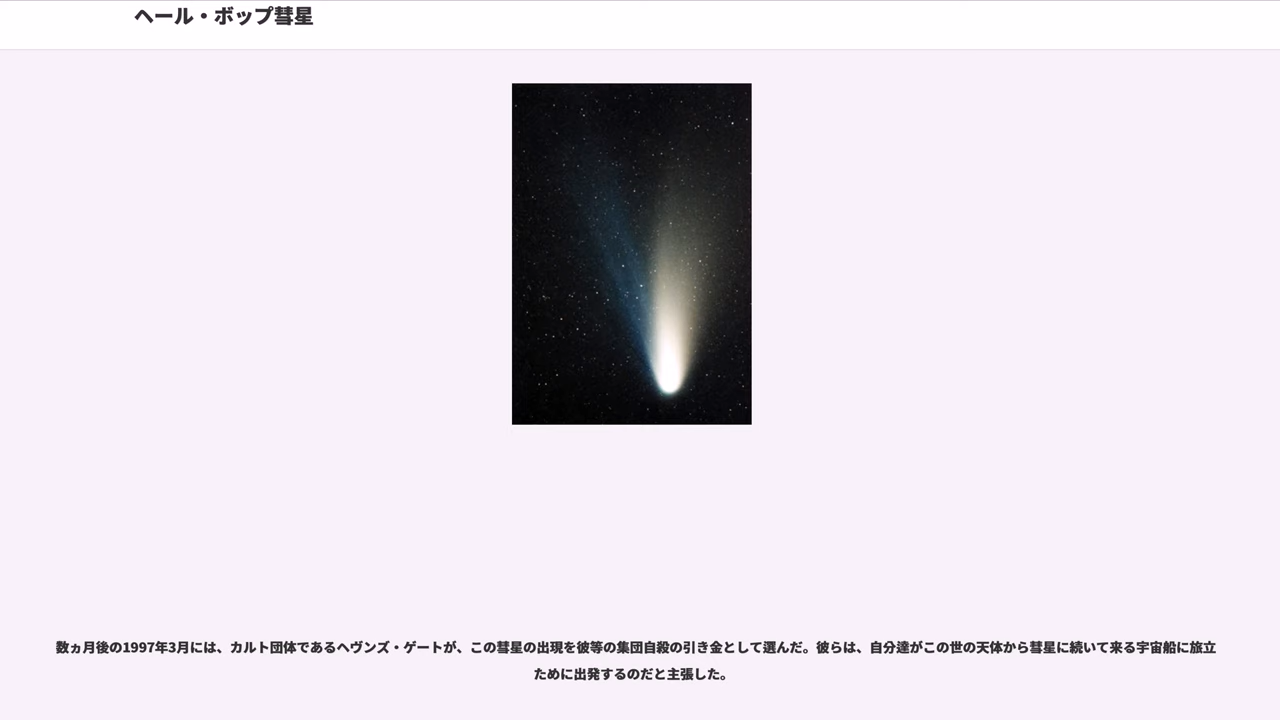 ヘール・ボップ彗星
数ヵ月後の1997年3月には、カルト団体であるヘヴンズ・ゲートが、この彗星の出現を彼等の集団自殺の引き金として選んだ。彼らは、自分達がこの世の天体から彗星に続いて来る宇宙船に旅立
ために出発するのだと主張した。